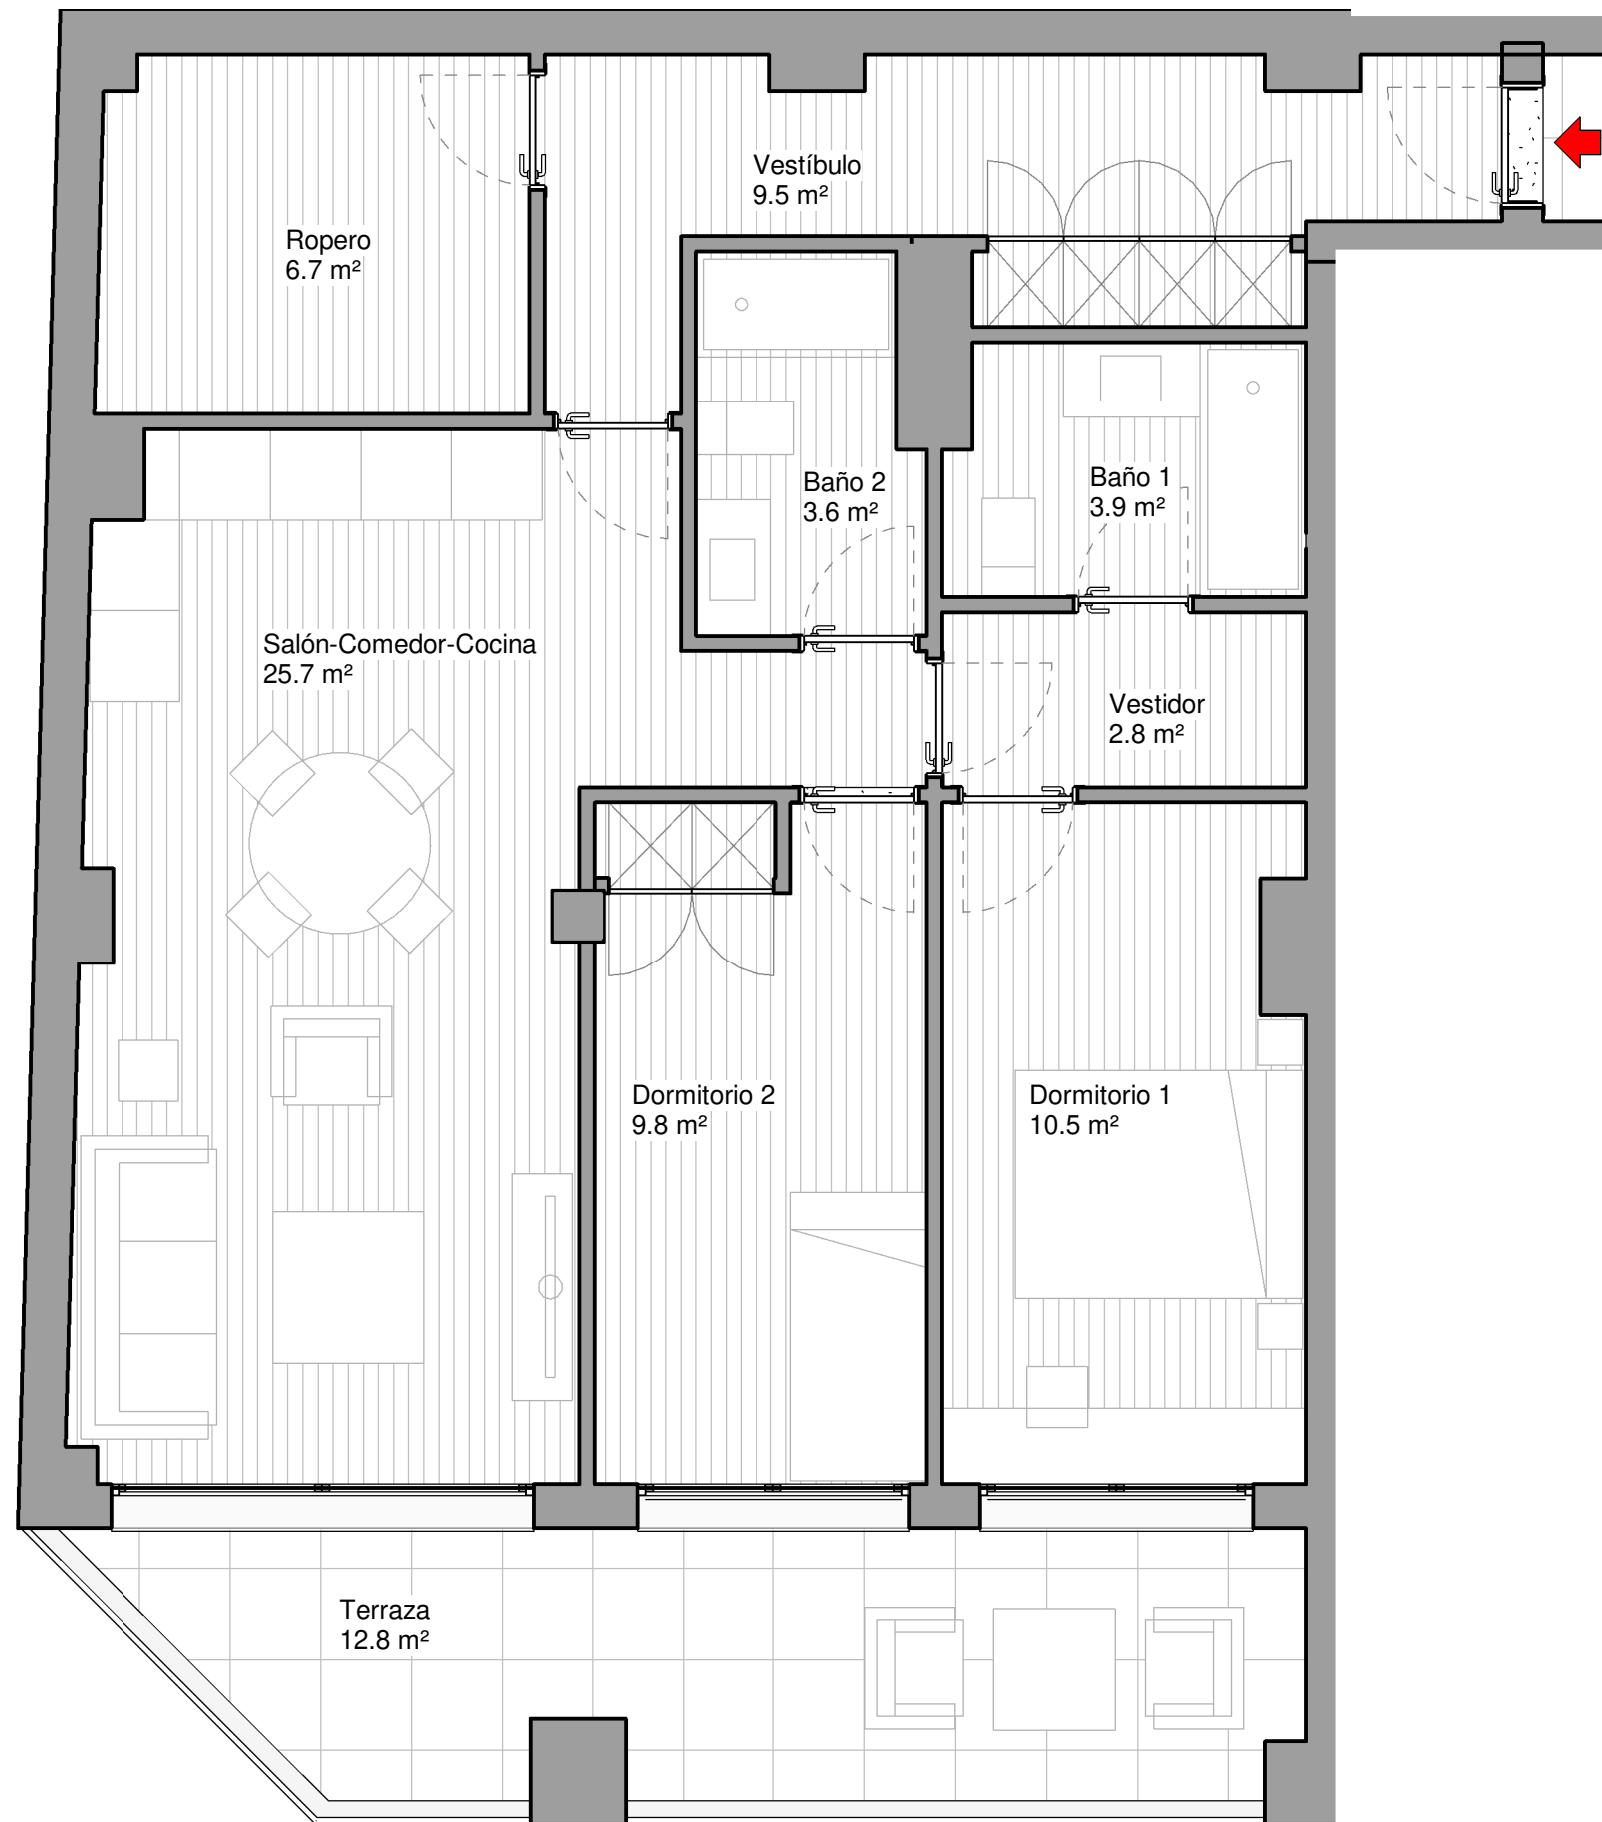 Vestíbulo
9.5 m²
Ropero
6.7 m²
Baño 2
3.6 m²
Baño 1
3.9 m²
Salón-Comedor-Cocina
25.7 m²
Vestidor
2.8 m²
Dormitorio 2
9.8 m²
Dormitorio 1
10.5 m²
Terraza
12.8 m²